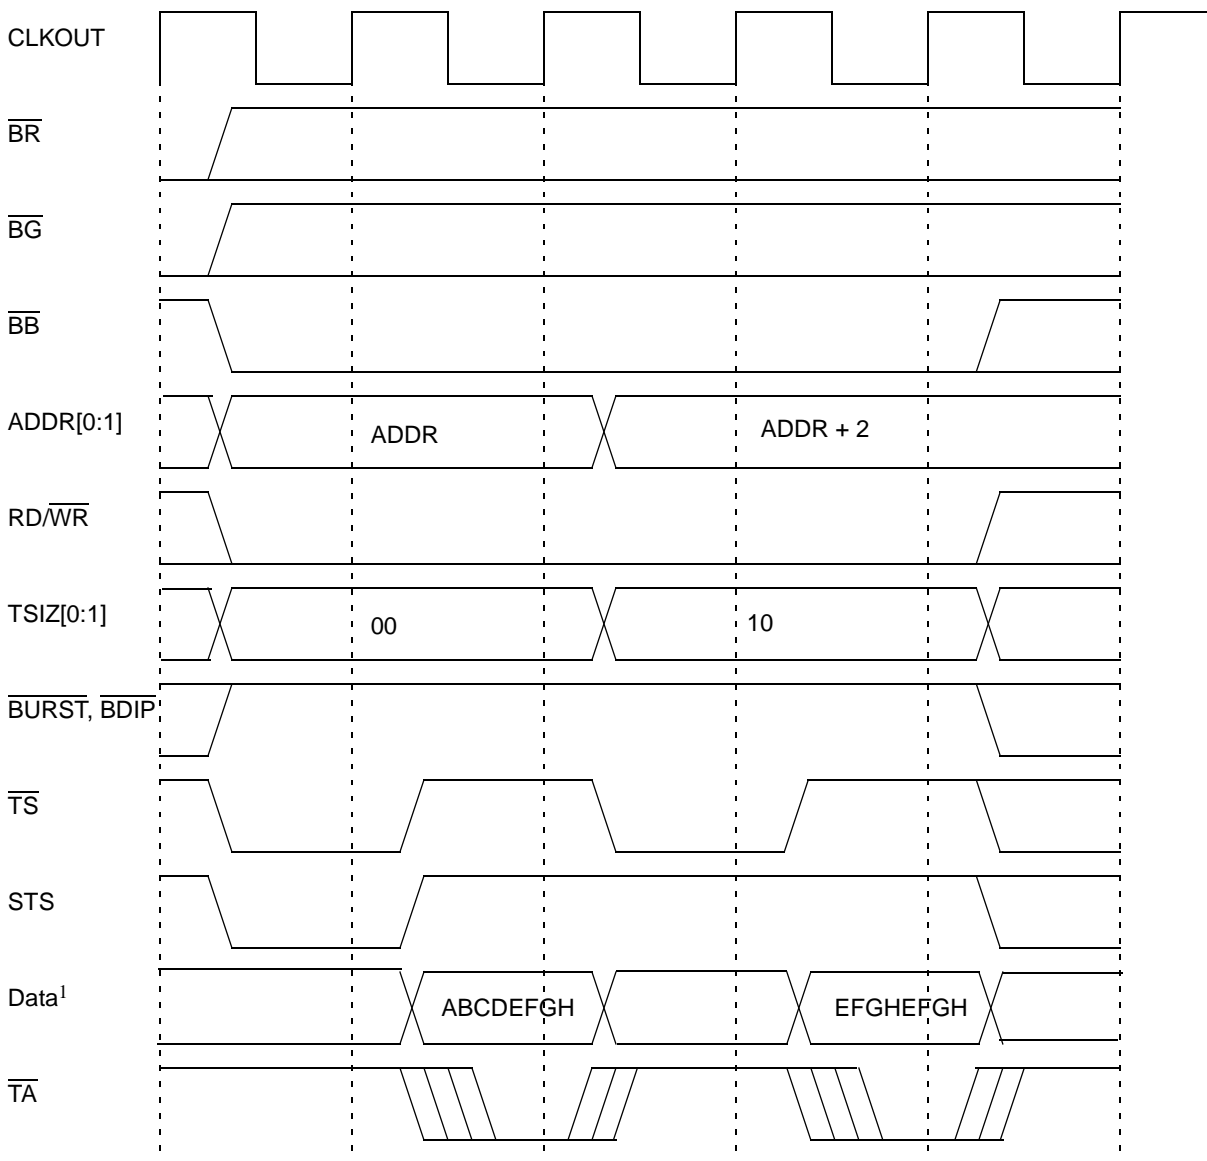 CLKOUT
BR
BG
BB
ADDR[0:1]
ADDR
ADDR + 2
RD/WR
TSIZ[0:1]
00
10
BURST, BDIP
TS
STS
Data1
ABCDEFGH
EFGHEFGH
TA